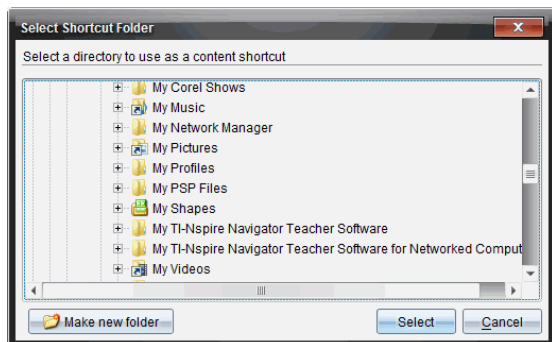 Select Shortcut Folder
Select a directory to use as a content shortcut
My Corel Shows
My Music
My Network Manager
My Pictures
My Profiles
My PSP Files
My Shapes
My TI-Nspire Navigator Teacher Software
My TI-Nspire Navigator Teacher Software for Networked Comput
My Videos
Make new folder
Select
Cancel